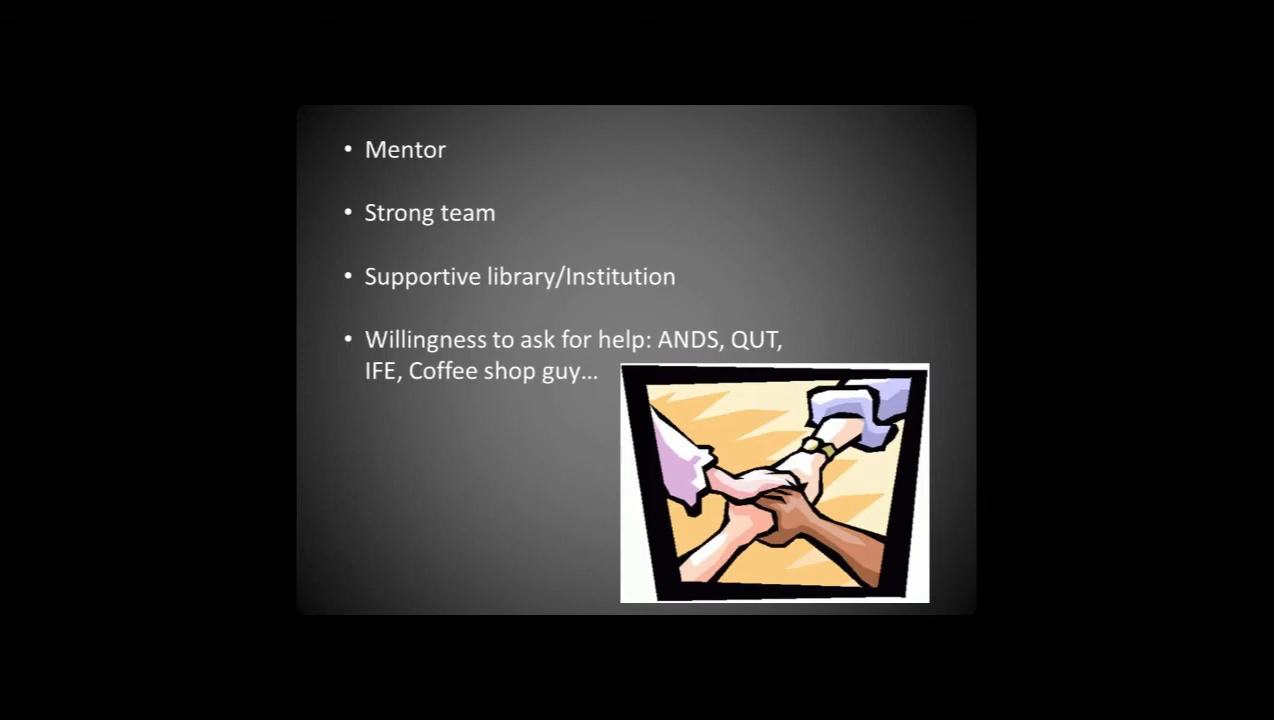 • Mentor
• Strong team
• Supportive library/Institution
• Willingness to ask for help: ANDS, QUT,
IFE, Coffee shop guy...